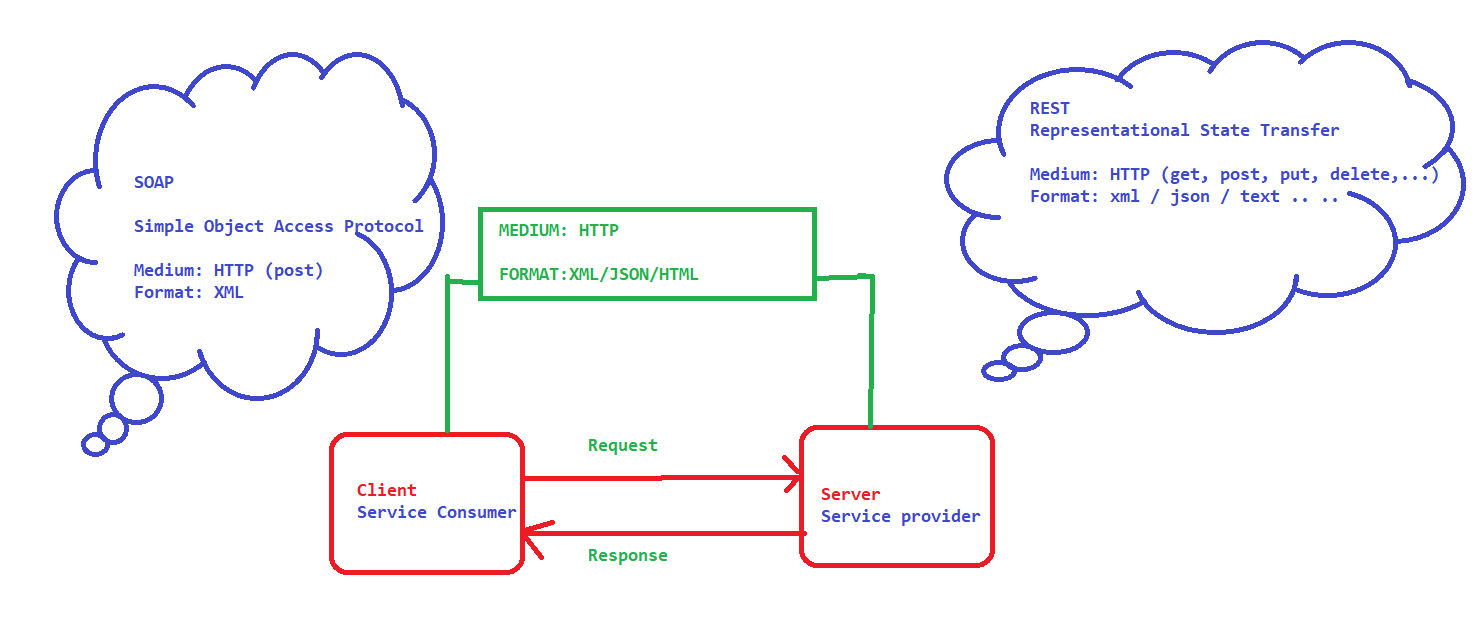 SOAP
Simple Object Access Protocol
Medium: HTTP (post)
Format: XML
MEDIUM: HTTP
FORMAT:XML/JSON/HTML
REST
Representational State Transfer
Medium: HTTP (get, post, put, delete,...)
Format: xml / json / text .. ..
Request
Client
Service Consumer
Server
Service provider
Response